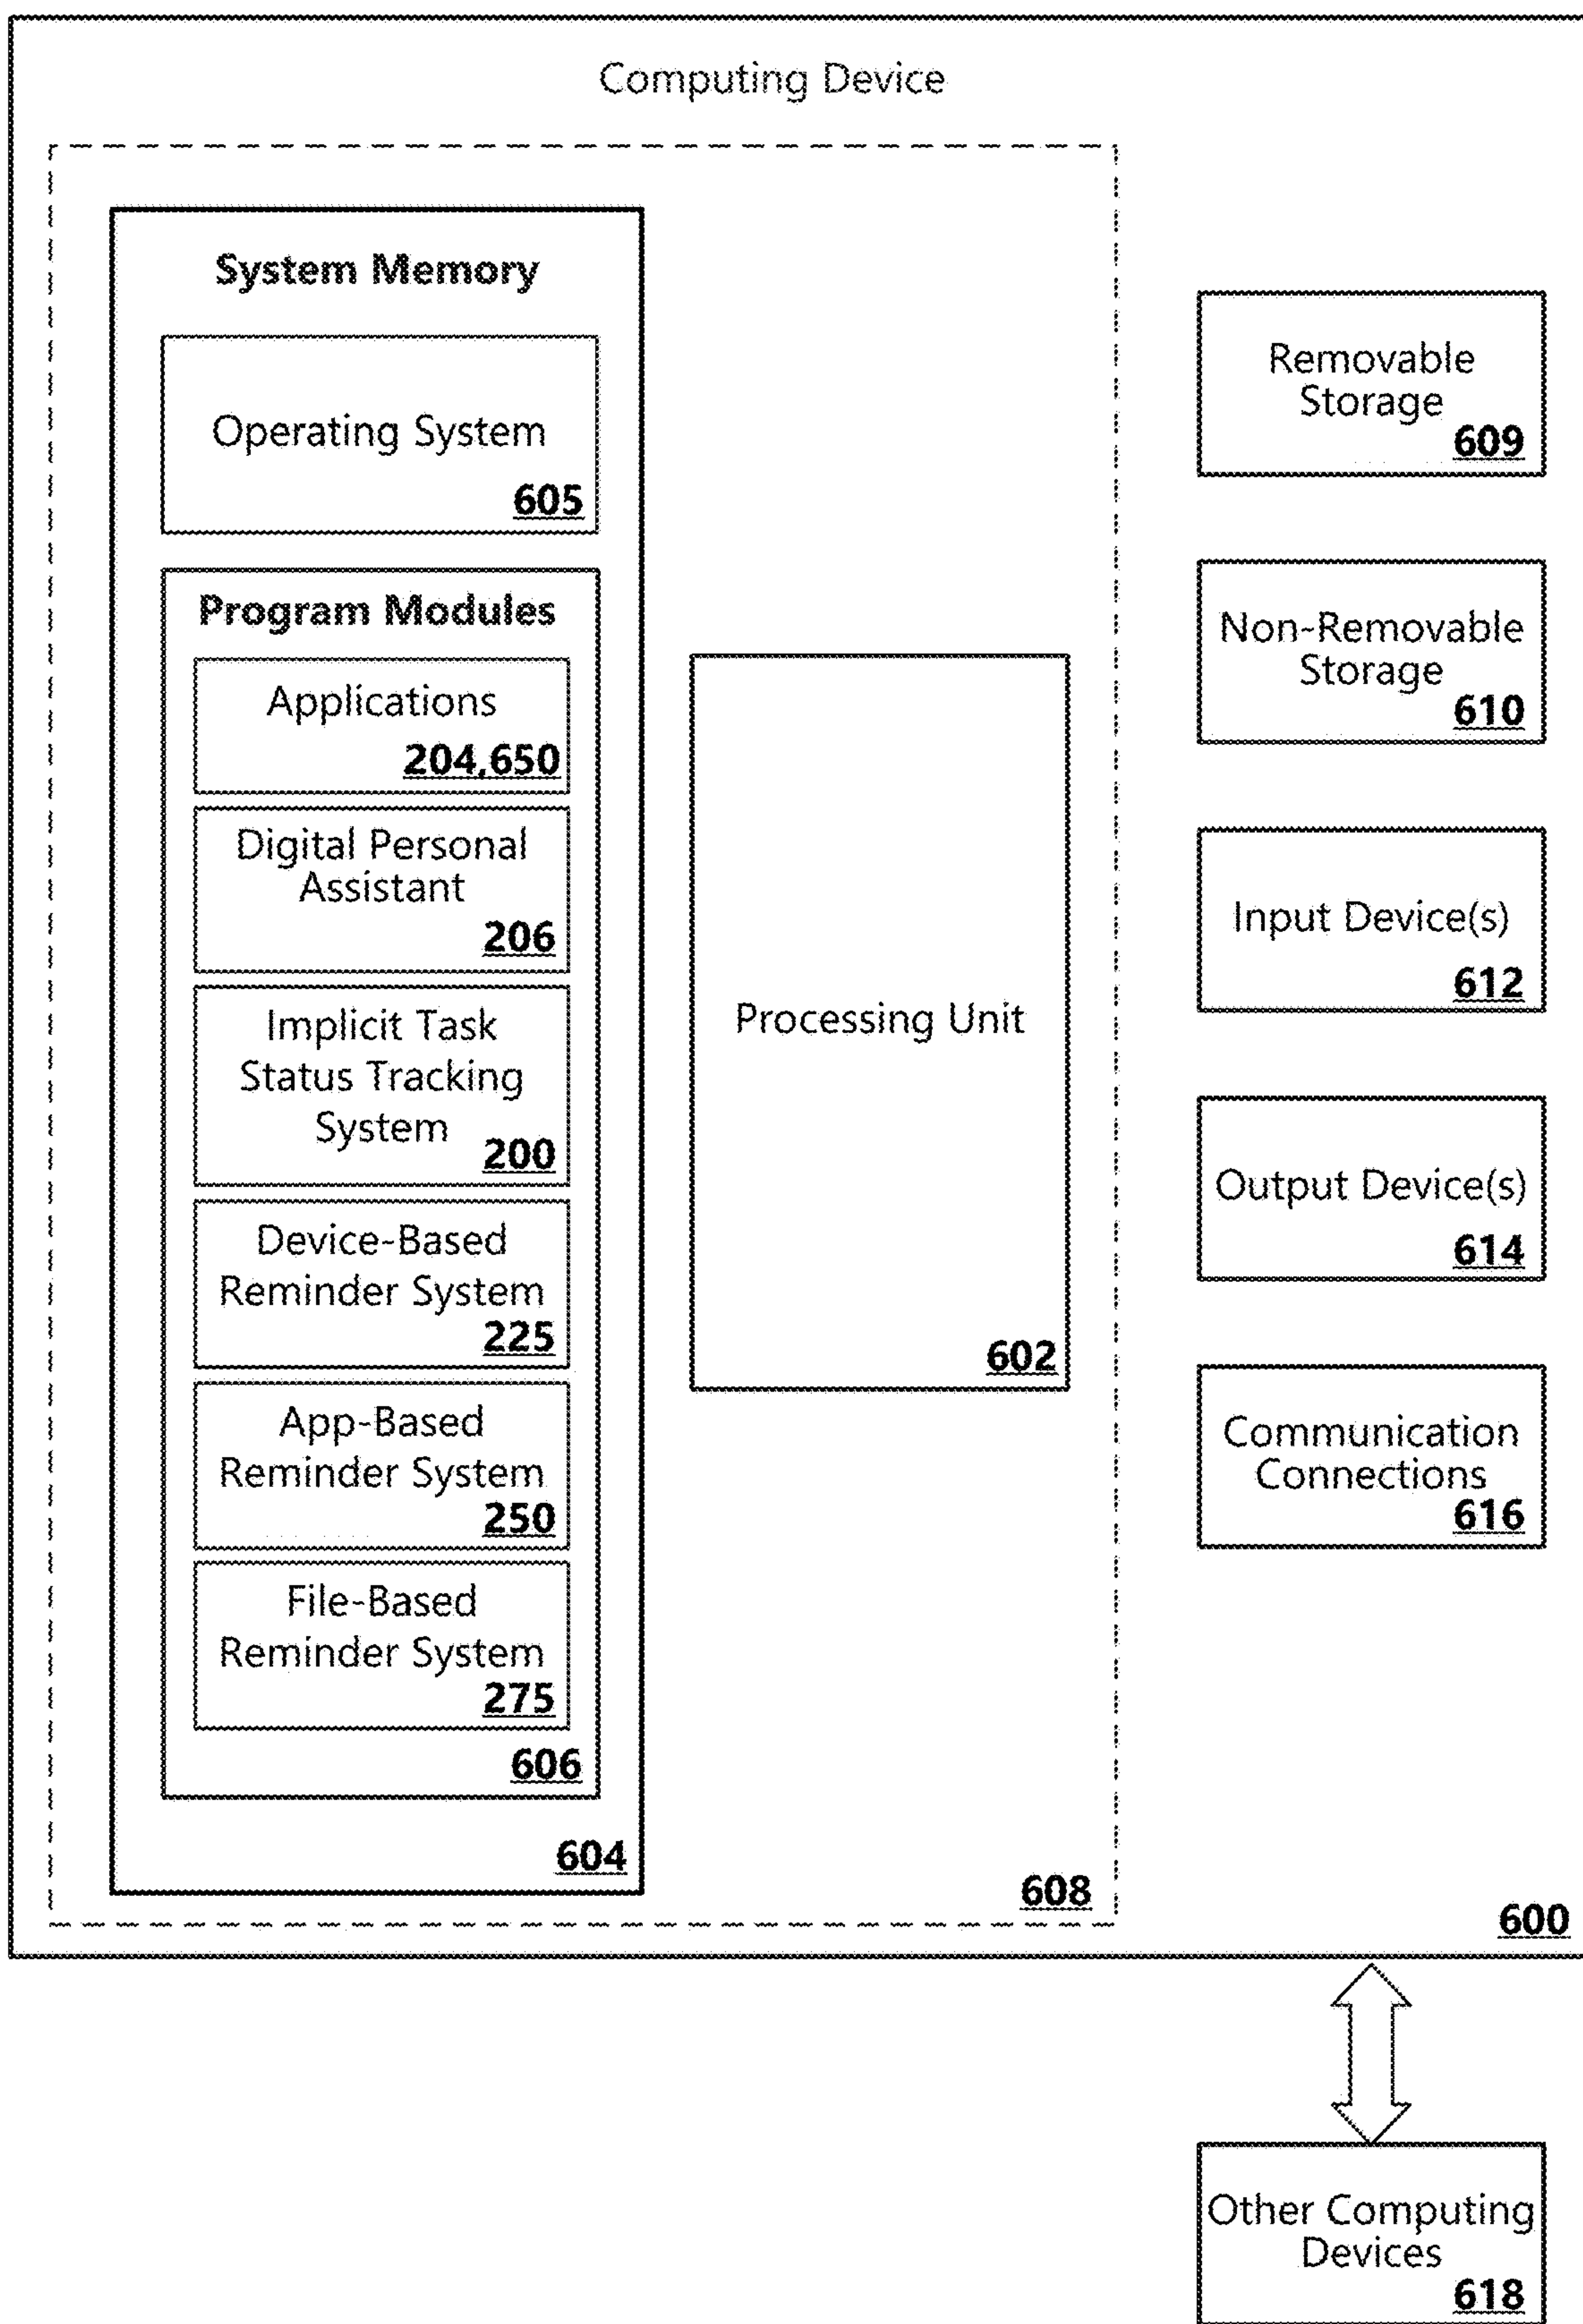 Computing Device
System Memory
Operating System
605
Program Modules
Applications
204,650
Digital Personal
Assistant
206
Implicit Task
Status Tracking
System
200
Device-Based
Reminder System
225
App-Based
Reminder System
250
File-Based
Reminder System
275
606
604
Processing Unit
602
608
Removable
Storage
609
Non-Removable
Storage
610
Input Device(s)
612
Output Device(s)
614
Communication
Connections
616
600
Other Computing
Devices
618